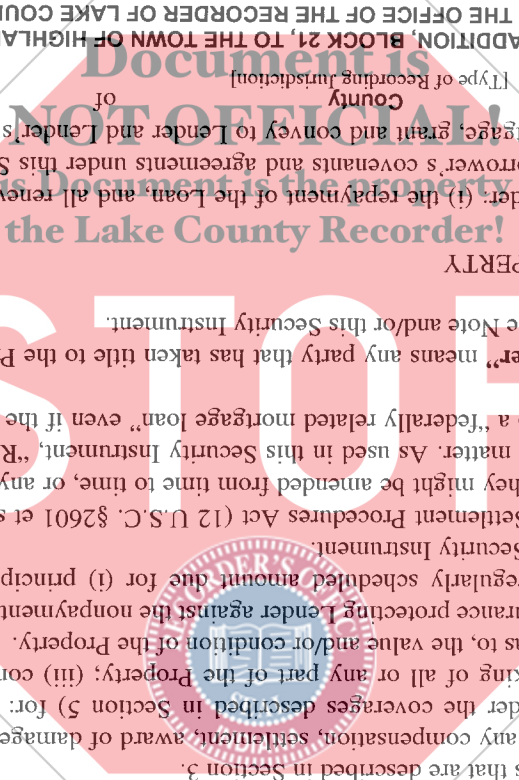 s that are described in Section 3.
any compensation, settlement, award of damage
der the coverages described in Section 5) for:
king of all or any part of the Property; (iii) con
as to, the value and/or condition of the Property.
rance protecting Lender against the nonpayment
regularly scheduled amount due for (i) princip
Security Instrument.
Settlement Procedures Act (12 U.S.C. §2601 et s
hey might be amended from time to time, or any
matter. As used in this Security Instrument, "R
o a "federally related mortgage loan" even if the
er" means any party that has taken title to the P
e Note and/or this Security Instrument.
PERTY
der: (i) the repayment of the Loan, and all renew
rrower's covenants and agreements under this S
gage, grant and convey to Lender and Lender's
County of
[Type of Recording Jurisdiction]
ADDITION, BLOCK 21, TO THE TOWN OF HIGHLA
THE OFFICE OF THE RECORDER OF LAKE COU
Document is
NOT OFFICIAL!
is Document is the property
the Lake County Recorder!
STOP